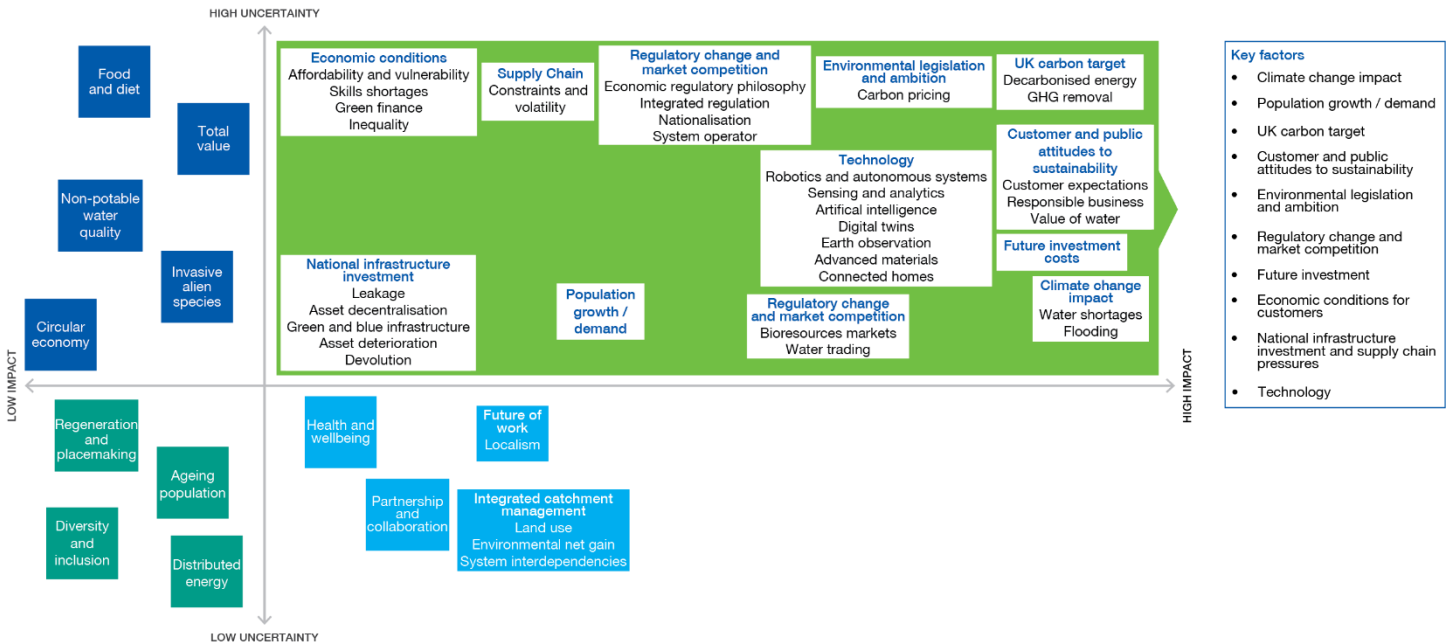 HIGH UNCERTAINTY
Food
and diet
Total
value
Non-potable
water
quality
Invasive
alien
species
Circular
economy
Economic conditions
Affordability and vulnerability
Skills shortages
Green finance
Inequality
Supply Chain
Constraints and
volatility
Regulatory change and
market competition
Economic regulatory philosophy
Integrated regulation
Nationalisation
System operator
Environmental legislation
and ambition
Carbon pricing
UK carbon target
Decarbonised energy
GHG removal
Technology
Robotics and autonomous systems
Sensing and analytics
Artifical intelligence
Digital twins
Earth observation
Advanced materials
Connected homes
Customer and public
attitudes to
sustainability
Customer expectations
Responsible business
Value of water
Future investment
costs
National infrastructure
investment
Leakage
Asset decentralisation
Green and blue infrastructure
Asset deterioration
Devolution
Population
growth /
demand
Regulatory change
and market competition
Bioresources markets
Water trading
Climate change
impact
Water shortages
Flooding
LOW IMPACT
HIGH IMPACT
Regeneration
and
placemaking
Ageing
population
Diversity
and
inclusion
Distributed
energy
Health and
wellbeing
Future of
work
Localism
Partnership
and
collaboration
Integrated catchment
management
Land use
Environmental net gain
System interdependencies
LOW UNCERTAINTY
Key factors
• Climate change impact
• Population growth / demand
• UK carbon target
• Customer and public
attitudes to sustainability
• Environmental legislation
and ambition
• Regulatory change and
market competition
• Future investment
• Economic conditions for
customers
• National infrastructure
investment and supply chain
pressures
• Technology